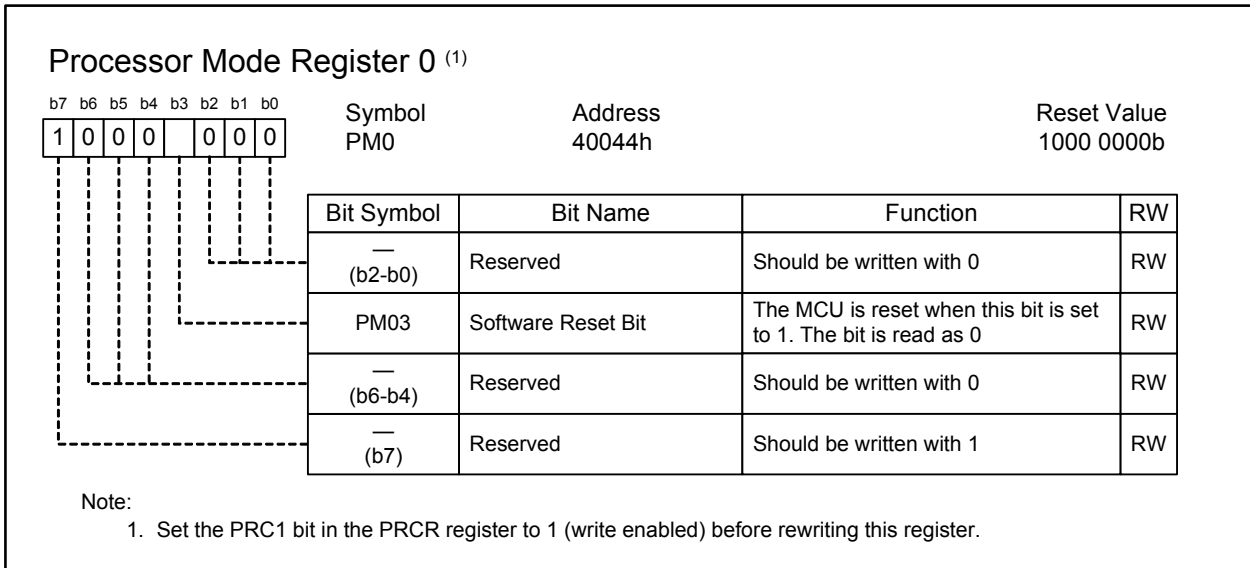 Processor Mode Register 0 (1)
b7 b6 b5 b4 b3 b2 b1 b0
1 0 0 0 0 0 0
Symbol Address Reset Value
PM0 40044h 1000 0000b
Bit Symbol Bit Name Function RW
— (b2-b0) Reserved Should be written with 0 RW
PM03 Software Reset Bit The MCU is reset when this bit is set
to 1. The bit is read as 0 RW
— (b6-b4) Reserved Should be written with 0 RW
— (b7) Reserved Should be written with 1 RW
Note:
1. Set the PRC1 bit in the PRCR register to 1 (write enabled) before rewriting this register.